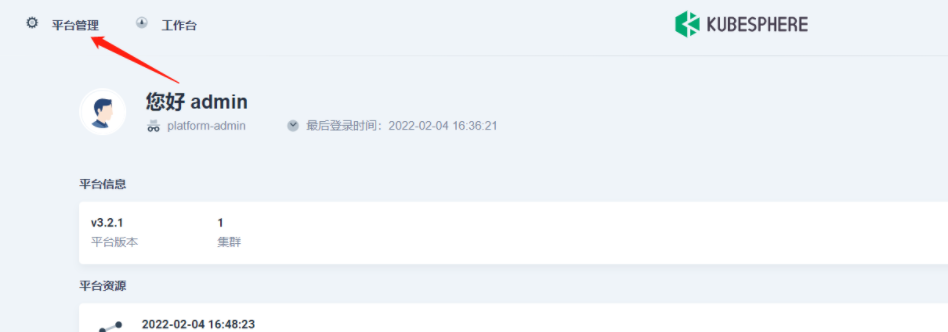 平台管理 工作台 KUBESPHERE
您好 admin
platform-admin 最后登录时间：2022-02-04 16:36:21
平台信息
v3.2.1 1
平台版本 集群
平台资源
2022-02-04 16:48:23